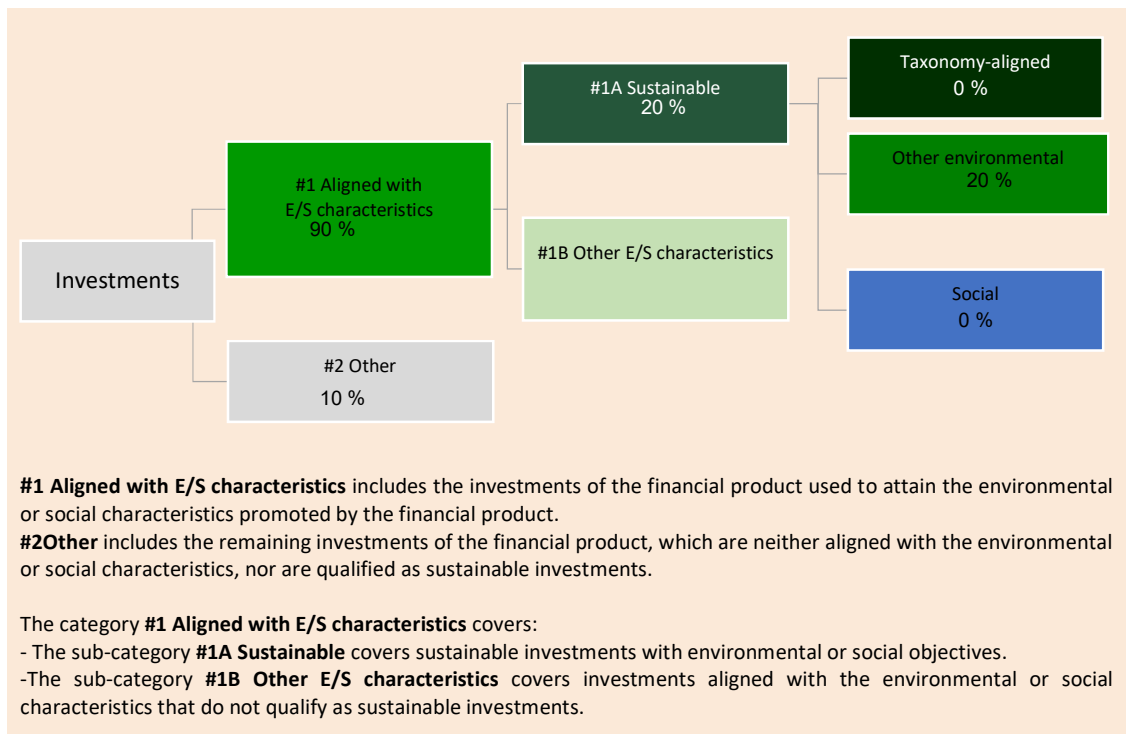 Investments
#1 Aligned with
E/S characteristics
90 %
#2 Other
10 %
#1A Sustainable
20 %
#1B Other E/S characteristics
Taxonomy-aligned
0 %
Other environmental
20 %
Social
0 %
#1 Aligned with E/S characteristics includes the investments of the financial product used to attain the environmental
or social characteristics promoted by the financial product.
#2Other includes the remaining investments of the financial product, which are neither aligned with the environmental
or social characteristics, nor are qualified as sustainable investments.
The category #1 Aligned with E/S characteristics covers:
- The sub-category #1A Sustainable covers sustainable investments with environmental or social objectives.
-The sub-category #1B Other E/S characteristics covers investments aligned with the environmental or social
characteristics that do not qualify as sustainable investments.